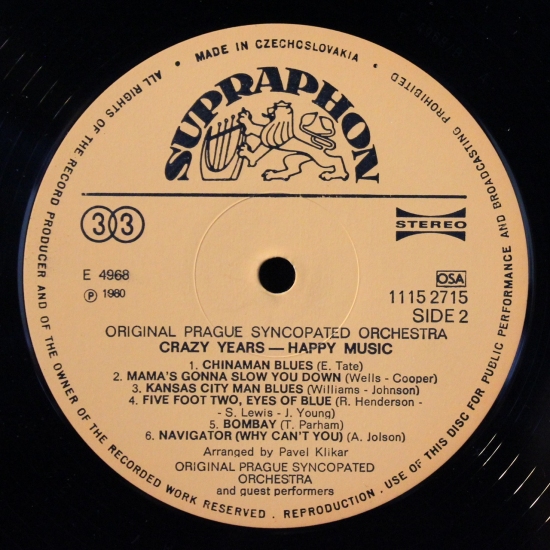 • MADE IN CZECHOSLOVAKIA •
ALL RIGHTS OF THE RECORD PRODUCER AND OF THE OWNER OF THE RECORDED WORK RESERVED. REPRODUCTION. USE OF THIS DISC FOR PUBLIC PERFORMANCE AND BROADCASTING PROHIBITED
SUPRAPHON
33
STEREO
E 4968
℗ 1980
OSA
1115 2715
SIDE 2
ORIGINAL PRAGUE SYNCOPATED ORCHESTRA
CRAZY YEARS — HAPPY MUSIC
1. CHINAMAN BLUES (E. Tate)
2. MAMA'S GONNA SLOW YOU DOWN (Wells - Cooper)
3. KANSAS CITY MAN BLUES (Williams - Johnson)
4. FIVE FOOT TWO, EYES OF BLUE (R. Henderson -
- S. Lewis - J. Young)
5. BOMBAY (T. Parham)
6. NAVIGATOR (WHY CAN'T YOU) (A. Jolson)
Arranged by Pavel Klikar
ORIGINAL PRAGUE SYNCOPATED
ORCHESTRA
and guest performers